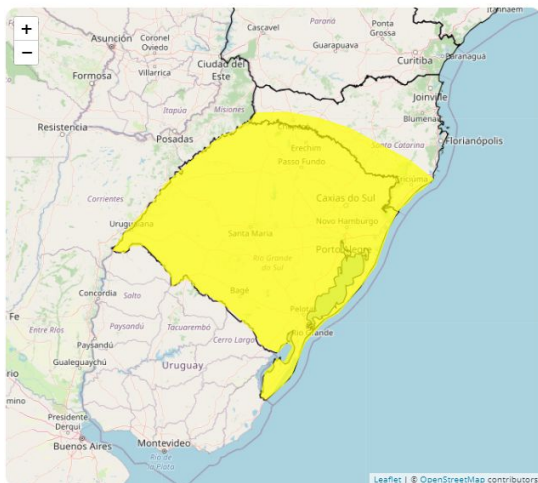 +
−
Itanhaém
Coronel Oviedo
Cascavel
Paraná
Ponta Grossa
Asunción
Guarapuava
Curitiba
Paranaguá
Villarrica
Ciudad del Este
Formosa
Joinville
Itapúa
Misiones
Blumenau
Resistencia
Posadas
Florianópolis
Erechim
Santa Catarina
Passo Fundo
Corrientes
Caxias do Sul
Uruguaiana
Novo Hamburgo
Santa Maria
Porto Alegre
Rio Grande do Sul
Concordia
Salto
Bagé
Fe
Pelotas
Paysandú
Tacuarembó
Rio Grande
Entre Ríos
Paysandú
Cerro Largo
Gualeguaychú
Uruguay
Presidente Derqui
Buenos Aires
Montevideo
Río de la Plata
Leaflet | © OpenStreetMap contributors